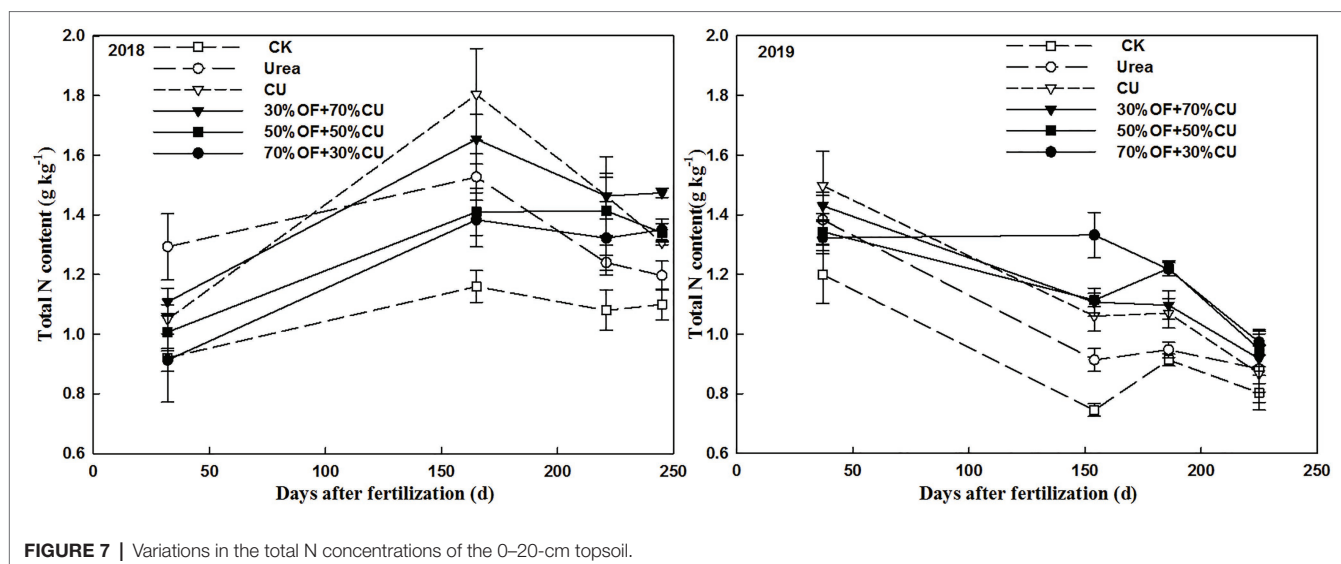 2018
CK
Urea
CU
30%OF+70%CU
50%OF+50%CU
70%OF+30%CU
Total N content (g kg⁻¹)
2.0
1.8
1.6
1.4
1.2
1.0
0.8
0.6
0
50
100
150
200
250
Days after fertilization (d)
2019
CK
Urea
CU
30%OF+70%CU
50%OF+50%CU
70%OF+30%CU
Total N content(g kg⁻¹)
2.0
1.8
1.6
1.4
1.2
1.0
0.8
0.6
0
50
100
150
200
250
Days after fertilization (d)
FIGURE 7 | Variations in the total N concentrations of the 0–20-cm topsoil.